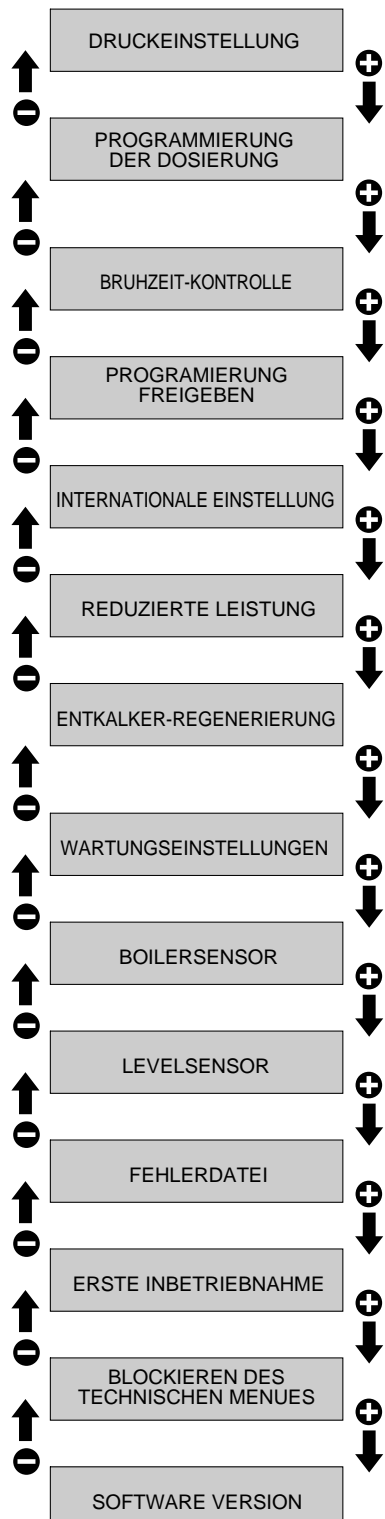 DRUCKEINSTELLUNG
PROGRAMMIERUNG
DER DOSIERUNG
BRUHZEIT-KONTROLLE
PROGRAMIERUNG
FREIGEBEN
INTERNATIONALE EINSTELLUNG
REDUZIERTE LEISTUNG
ENTKALKER-REGENERIERUNG
WARTUNGSEINSTELLUNGEN
BOILERSENSOR
LEVELSENSOR
FEHLERDATEI
ERSTE INBETRIEBNAHME
BLOCKIEREN DES
TECHNISCHEN MENUES
SOFTWARE VERSION